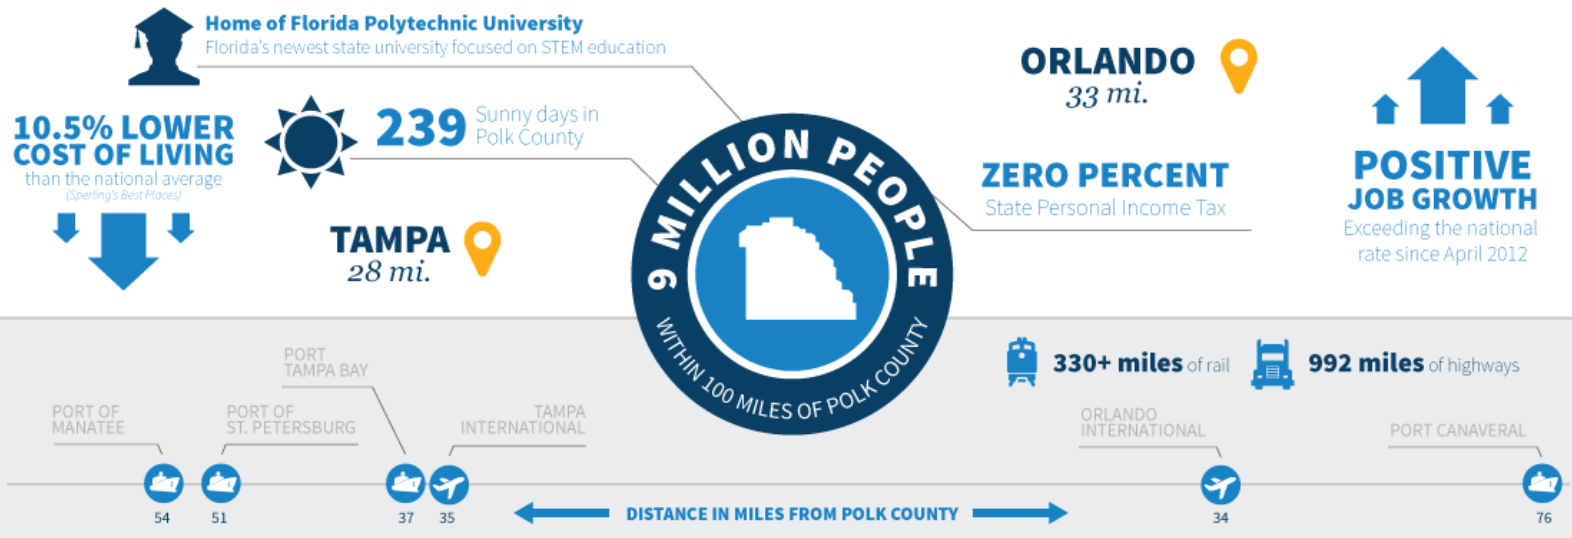 Home of Florida Polytechnic University
Florida's newest state university focused on STEM education
10.5% LOWER
COST OF LIVING
than the national average
(Sperling's Best Places)
239
Sunny days in
Polk County
TAMPA
28 mi.
9 MILLION PEOPLE
WITHIN 100 MILES OF POLK COUNTY
ORLANDO
33 mi.
ZERO PERCENT
State Personal Income Tax
POSITIVE
JOB GROWTH
Exceeding the national
rate since April 2012
330+ miles of rail
992 miles of highways
PORT OF
MANATEE
PORT OF
ST. PETERSBURG
PORT
TAMPA BAY
TAMPA
INTERNATIONAL
ORLANDO
INTERNATIONAL
PORT CANAVERAL
54
51
37
35
DISTANCE IN MILES FROM POLK COUNTY
34
76